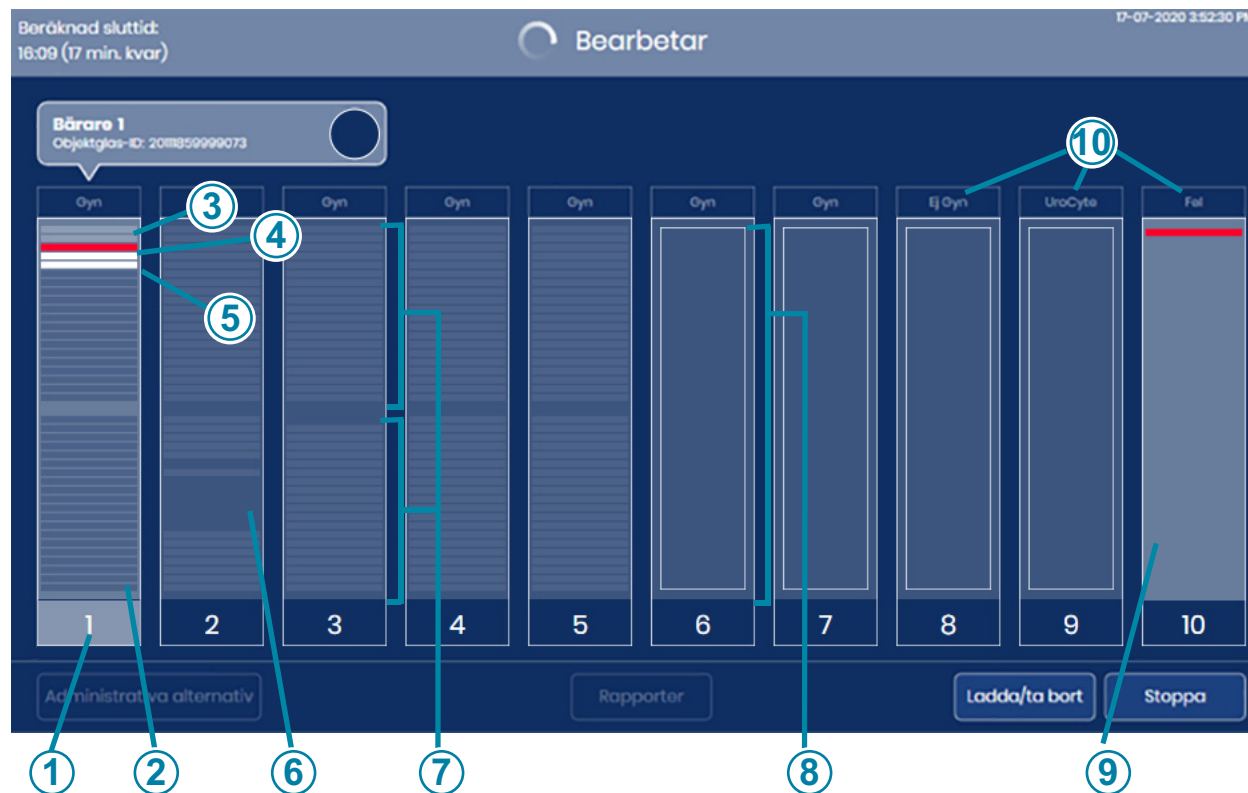 Beräknad sluttid:
16:09 (17 min. kvar)
Bearbetar
17-07-2020 3:52:30 PM
Bärare 1
Objektglas-ID: 20111859999073
10
Gyn
Gyn
Gyn
Gyn
Gyn
Gyn
Ej Gyn
UroCyte
Fel
3
4
5
1
2
3
4
5
6
7
8
9
10
Administrativa alternativ
Rapporter
Ladda/ta bort
Stoppa
1
2
6
7
8
9